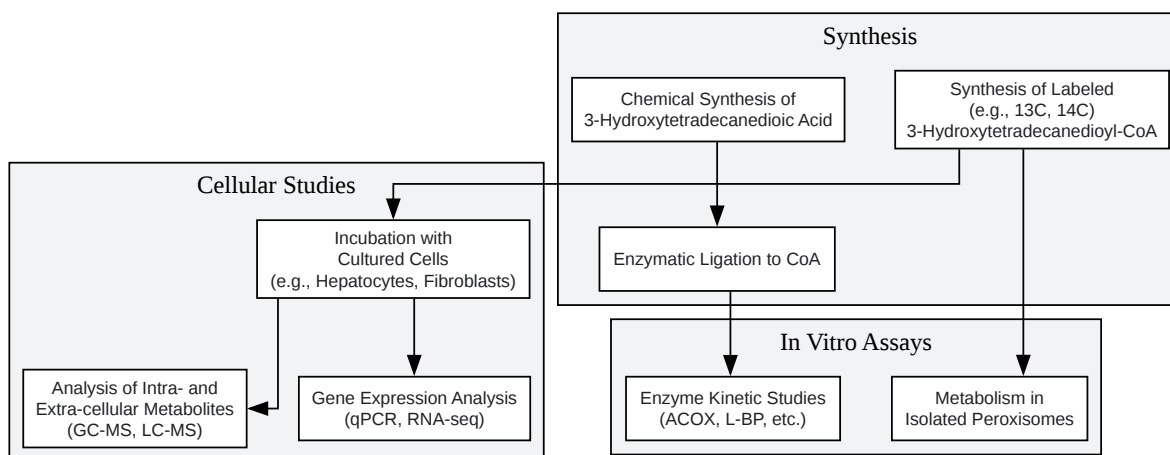 Synthesis
Chemical Synthesis of
3-Hydroxytetradecanedioic Acid
Synthesis of Labeled
(e.g., 13C, 14C)
3-Hydroxytetradecanedioyl-CoA
Enzymatic Ligation to CoA
Cellular Studies
Incubation with
Cultured Cells
(e.g., Hepatocytes, Fibroblasts)
Analysis of Intra- and
Extra-cellular Metabolites
(GC-MS, LC-MS)
Gene Expression Analysis
(qPCR, RNA-seq)
In Vitro Assays
Enzyme Kinetic Studies
(ACOX, L-BP, etc.)
Metabolism in
Isolated Peroxisomes